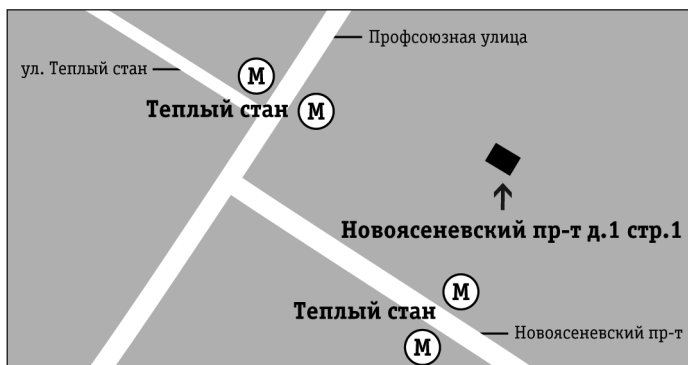 Профсоюзная улица
ул. Теплый стан
М
Теплый стан
М
Новоясеневский пр-т д.1 стр.1
М
Теплый стан
Новоясеневский пр-т
М